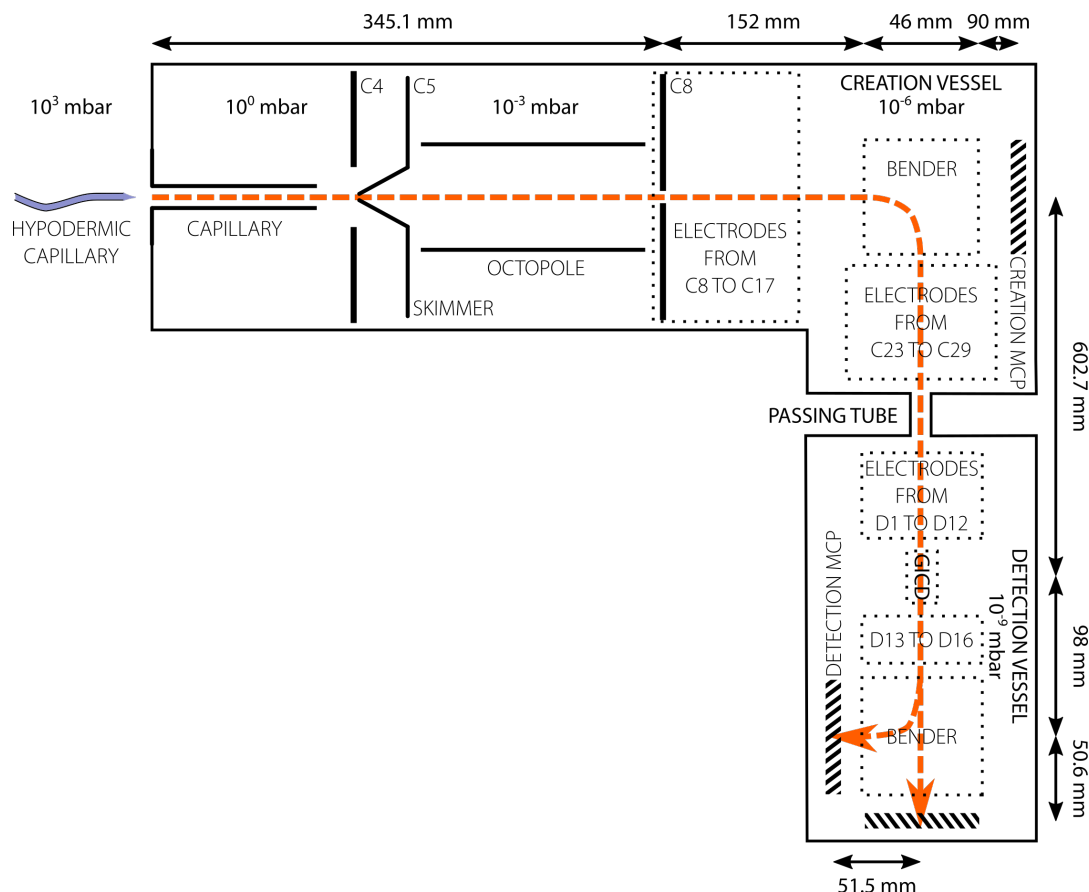 345.1 mm
152 mm
46 mm
90 mm
10³ mbar
10⁰ mbar
C4
C5
10⁻³ mbar
C8
CREATION VESSEL
10⁻⁶ mbar
HYPODERMIC
CAPILLARY
CAPILLARY
OCTOPOLE
SKIMMER
ELECTRODES
FROM
C8 TO C17
BENDER
CREATION MCP
ELECTRODES
FROM
C23 TO C29
602.7 mm
PASSING TUBE
ELECTRODES
FROM
D1 TO D12
GICD
DETECTION MCP
D13 TO D16
DETECTION VESSEL
10⁻⁹ mbar
98 mm
BENDER
50.6 mm
51.5 mm